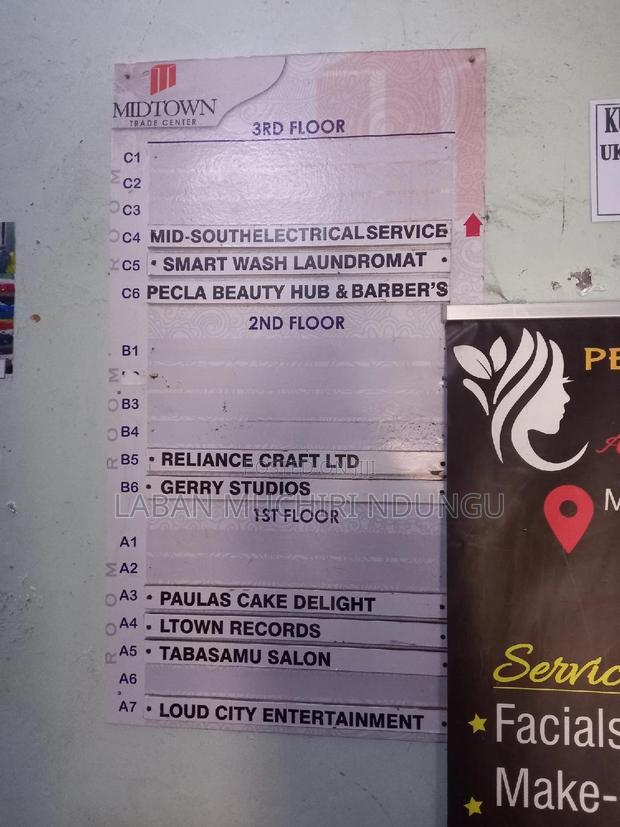 MIDTOWN
TRADE CENTER
3RD FLOOR
C1
C2
C3
C4 MID-SOUTHELECTRICALSERVICE
C5 • SMART WASH LAUNDROMAT •
C6 PECLA BEAUTY HUB & BARBER'S
ROOM
2ND FLOOR
B1
B3
B4
B5 • RELIANCE CRAFT LTD
B6 • GERRY STUDIOS
ROOM
1ST FLOOR
A1
A2
A3 • PAULAS CAKE DELIGHT
A4 • LTOWN RECORDS
A5 • TABASAMU SALON
A6
A7 • LOUD CITY ENTERTAINMENT
ROOM
LABAN MUCHIRI NDUNGU
PE
M
Servic
★ Facials
★ Make-
UK